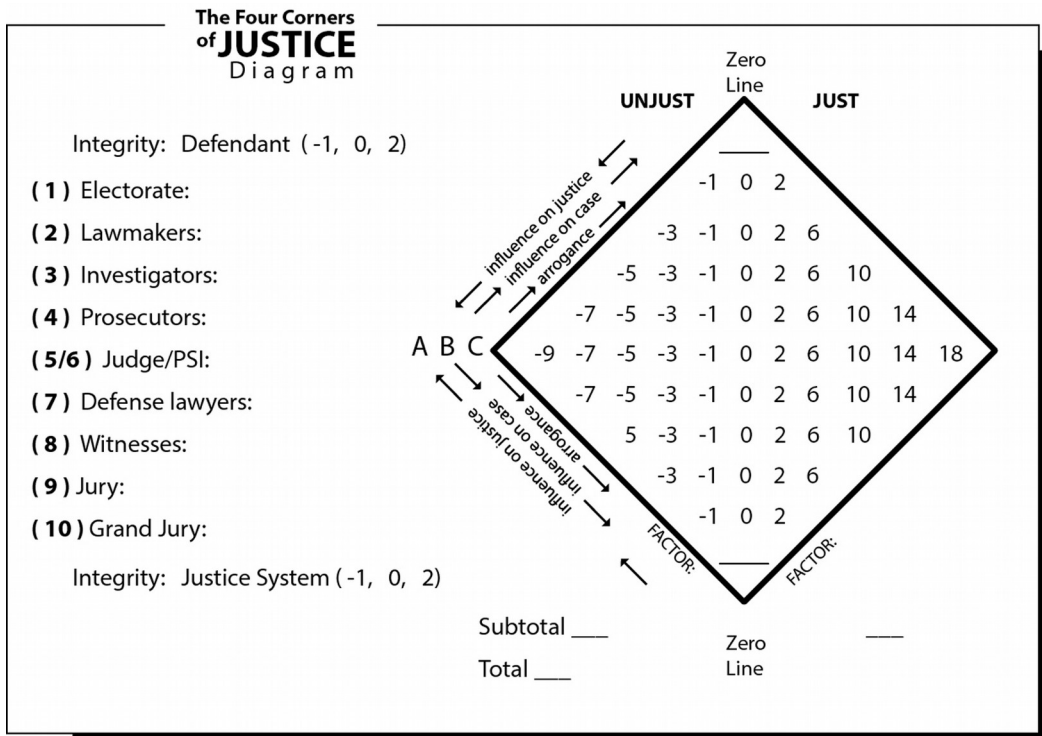 The Four Corners
of JUSTICE
Diagram
Zero
Line
UNJUST JUST
Integrity: Defendant ( -1, 0, 2)
( 1 ) Electorate:
( 2 ) Lawmakers:
( 3 ) Investigators:
( 4 ) Prosecutors:
( 5/6 ) Judge/PSI:
( 7 ) Defense lawyers:
( 8 ) Witnesses:
( 9 ) Jury:
( 10 ) Grand Jury:
Integrity: Justice System ( -1, 0, 2)
influence on justice
influence on case
arrogance
A B C
arrogance
influence on case
influence on justice
___
-1 0 2
-3 -1 0 2 6
-5 -3 -1 0 2 6 10
-7 -5 -3 -1 0 2 6 10 14
-9 -7 -5 -3 -1 0 2 6 10 14 18
-7 -5 -3 -1 0 2 6 10 14
5 -3 -1 0 2 6 10
-3 -1 0 2 6
-1 0 2
___
FACTOR: FACTOR:
Subtotal ___ ___
Total ___
Zero
Line